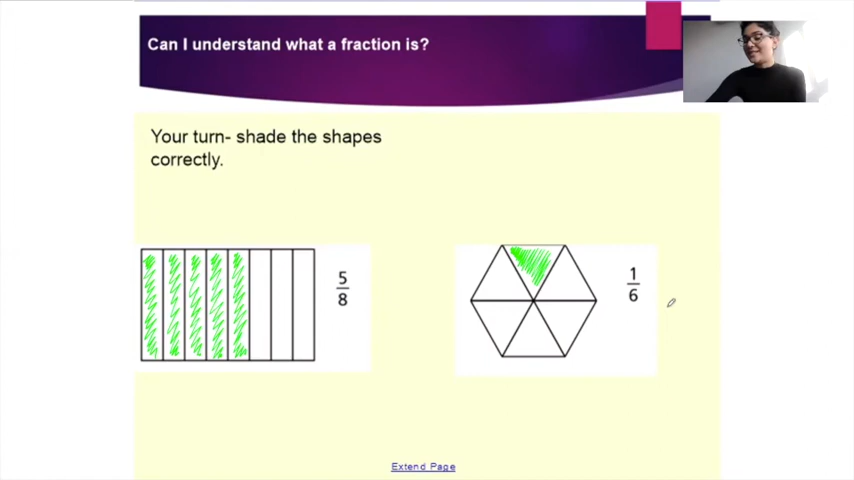 Can I understand what a fraction is?
Your turn- shade the shapes
correctly.
5
8
1
6
Extend Page